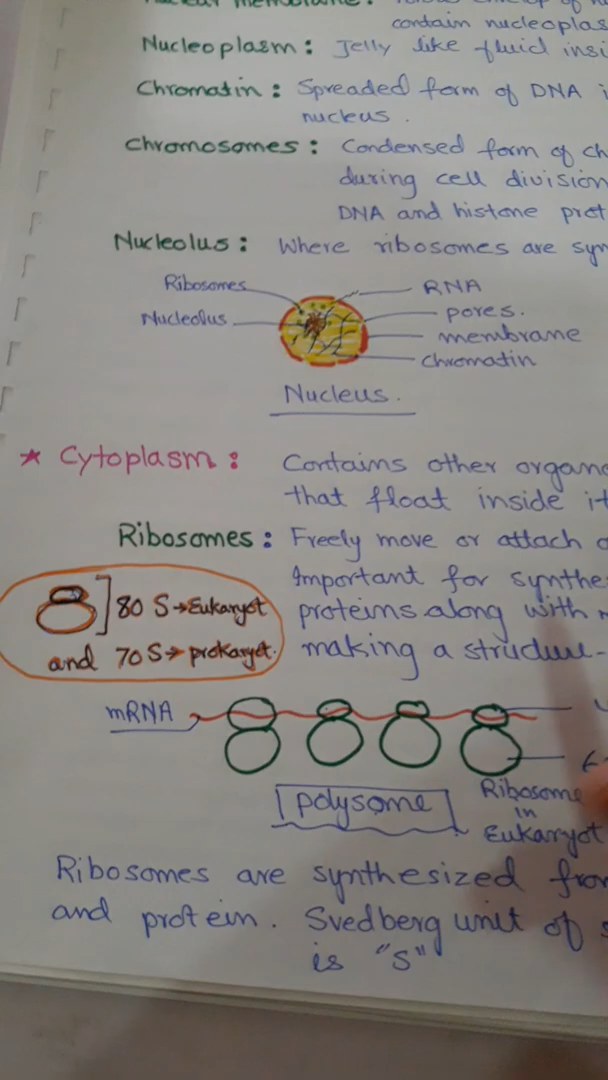 contain nucleoplas
Nucleoplasm : Jelly like fluid insi
Chromatin : Spreaded form of DNA i
nucleus .
Chromosomes : Condensed form of ch
during cell division
DNA and histone prot
Nucleolus : Where ribosomes are syn
Ribosomes RNA
Nucleolus pores.
membrane
chromatin
Nucleus.
* Cytoplasm : Contains other organe
that float inside it
Ribosomes : Freely move or attach
Important for synthe
80 S → Eukaryot proteins along with
and 70 S → prokaryot. making a structure -
mRNA
polysome Ribosome
in
Eukaryot
Ribosomes are synthesized from
and protein. Svedberg unit of s
is "S"